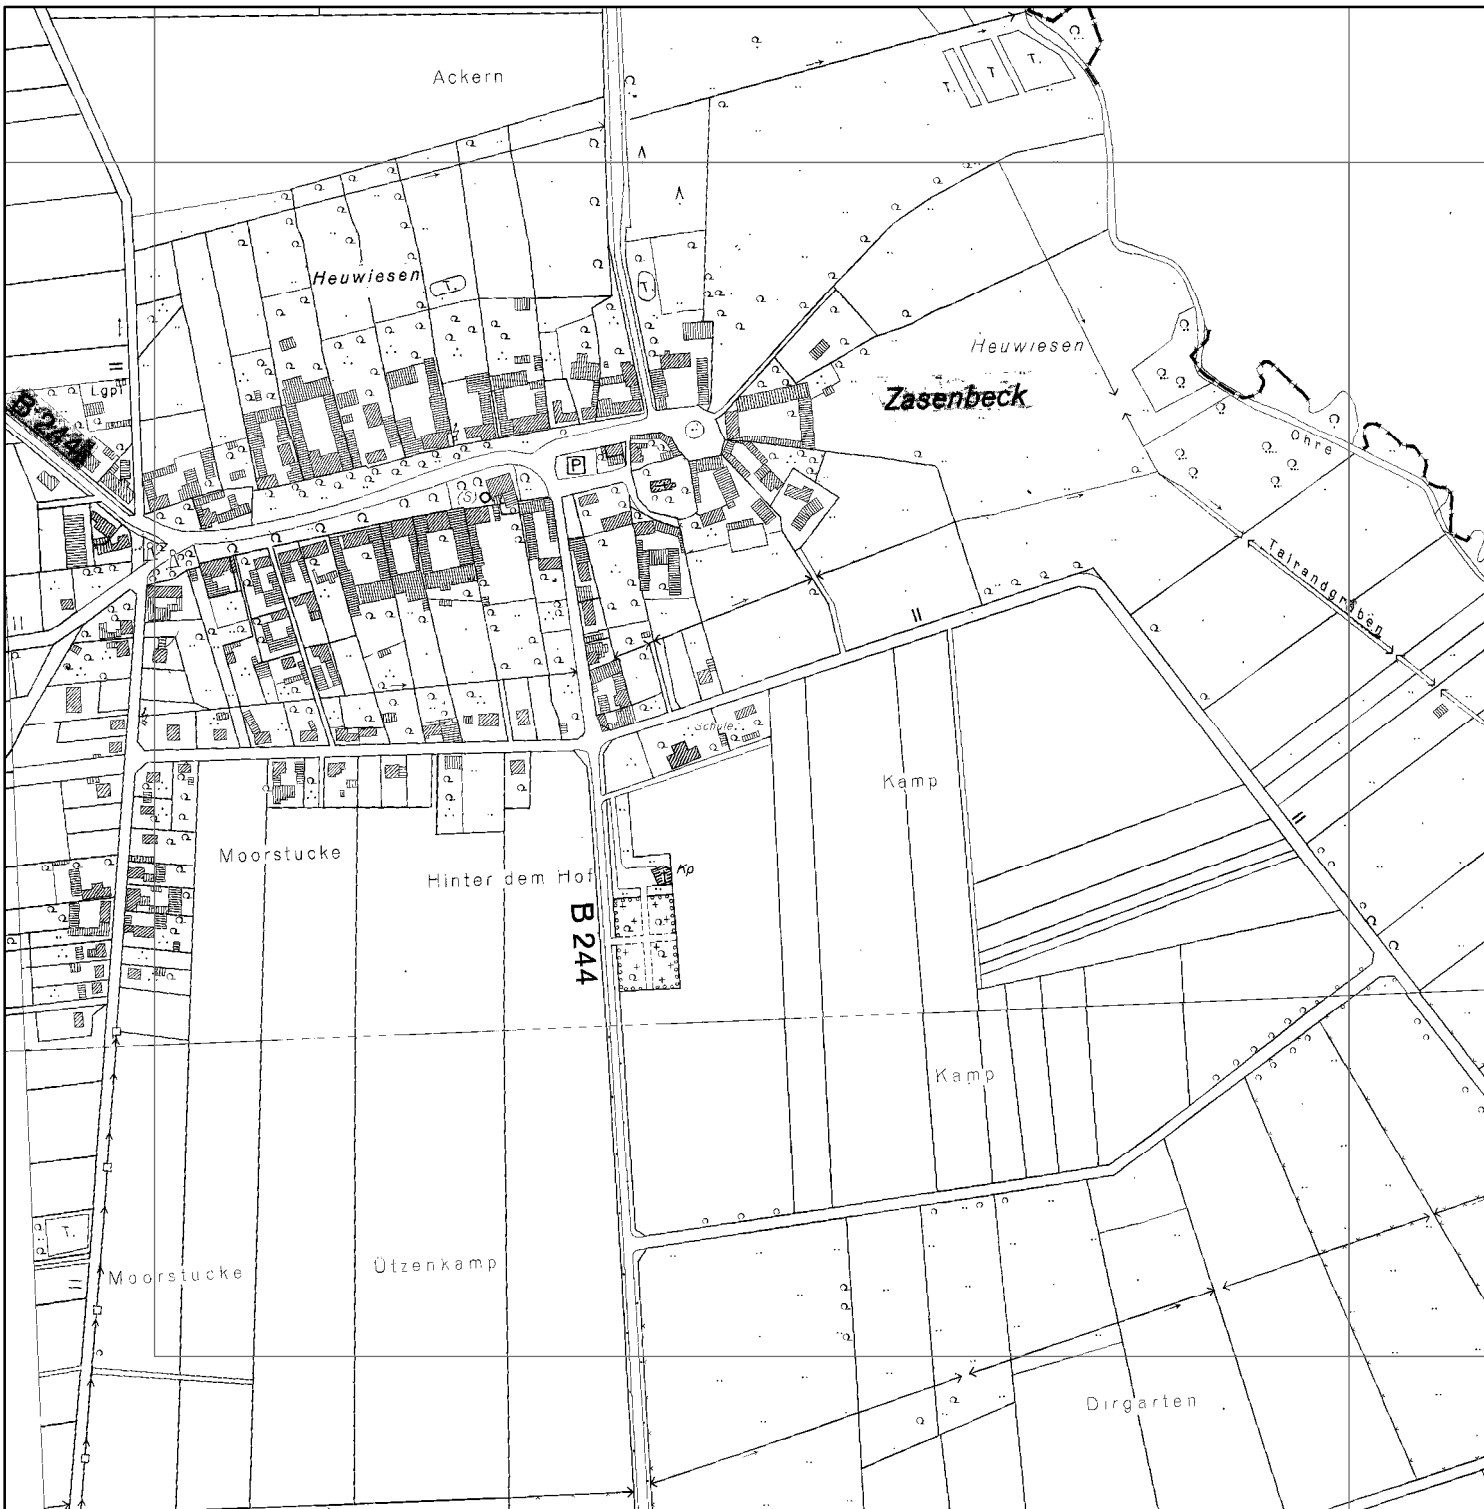 Ackern
T.
T
T.
Heuwiesen
T.
T.
Heuwiesen
Lgpl
B 244
Zasenbeck
Ohre
P
(S)
Talrandgraben
Schule
Kamp
Moorstucke
Hinter dem Hof
Kp
B 244
Kamp
T.
Moorstucke
Ützenkamp
Dirgarten